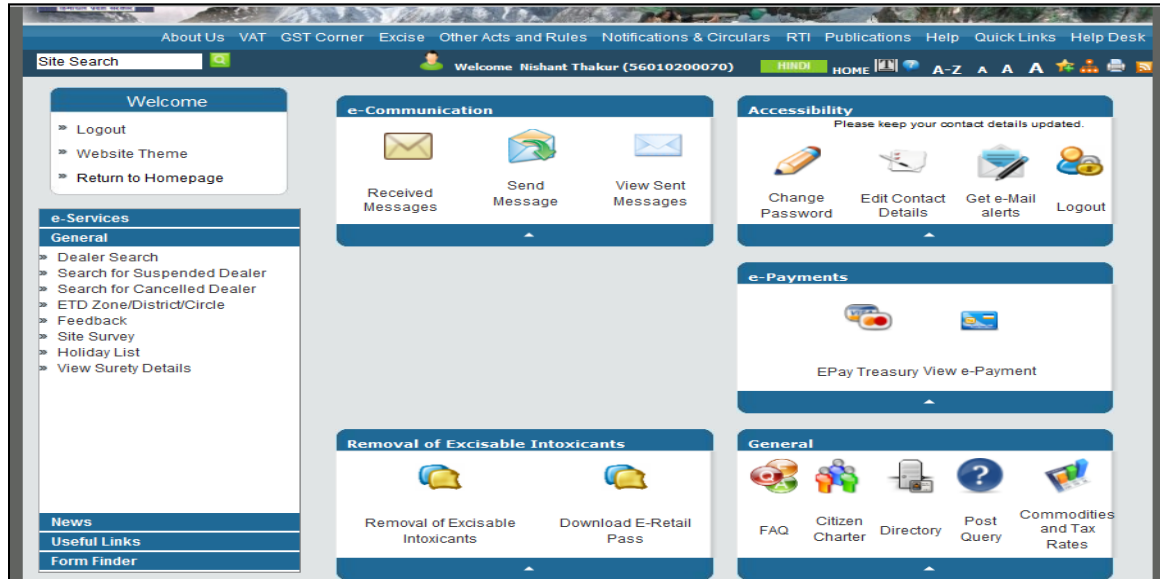 About Us VAT GST Corner Excise Other Acts and Rules Notifications & Circulars RTI Publications Help Quick Links Help Desk
Site Search
Welcome Nishant Thakur (56010200070)
HINDI
HOME
A-Z A A A
Welcome
Logout
Website Theme
Return to Homepage
e-Services
General
Dealer Search
Search for Suspended Dealer
Search for Cancelled Dealer
ETD Zone/District/Circle
Feedback
Site Survey
Holiday List
View Surety Details
News
Useful Links
Form Finder
e-Communication
Received
Messages
Send
Message
View Sent
Messages
Accessibility
Please keep your contact details updated.
Change
Password
Edit Contact
Details
Get e-Mail
alerts
Logout
e-Payments
EPay Treasury View e-Payment
Removal of Excisable Intoxicants
Removal of Excisable
Intoxicants
Download E-Retail
Pass
General
FAQ
Citizen
Charter
Directory
Post
Query
Commodities
and Tax
Rates